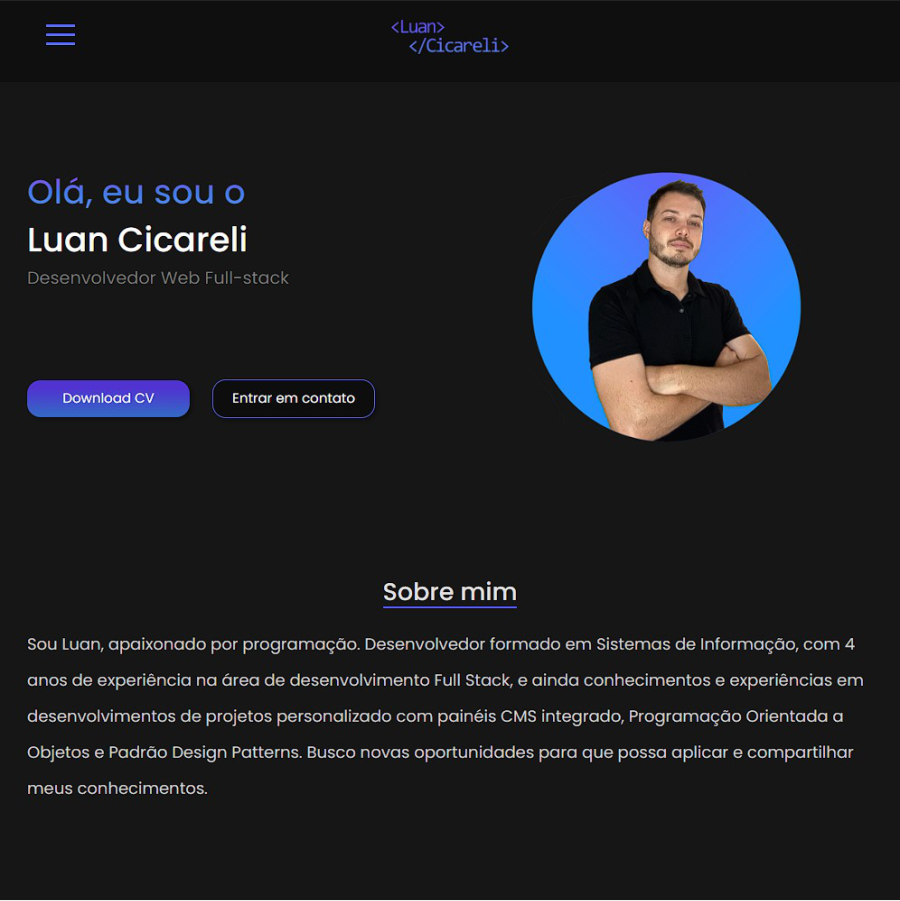 <Luan>
</Cicareli>
Olá, eu sou o
Luan Cicareli
Desenvolvedor Web Full-stack
Download CV
Entrar em contato
Sobre mim
Sou Luan, apaixonado por programação. Desenvolvedor formado em Sistemas de Informação, com 4
anos de experiência na área de desenvolvimento Full Stack, e ainda conhecimentos e experiências em
desenvolvimentos de projetos personalizado com painéis CMS integrado, Programação Orientada a
Objetos e Padrão Design Patterns. Busco novas oportunidades para que possa aplicar e compartilhar
meus conhecimentos.